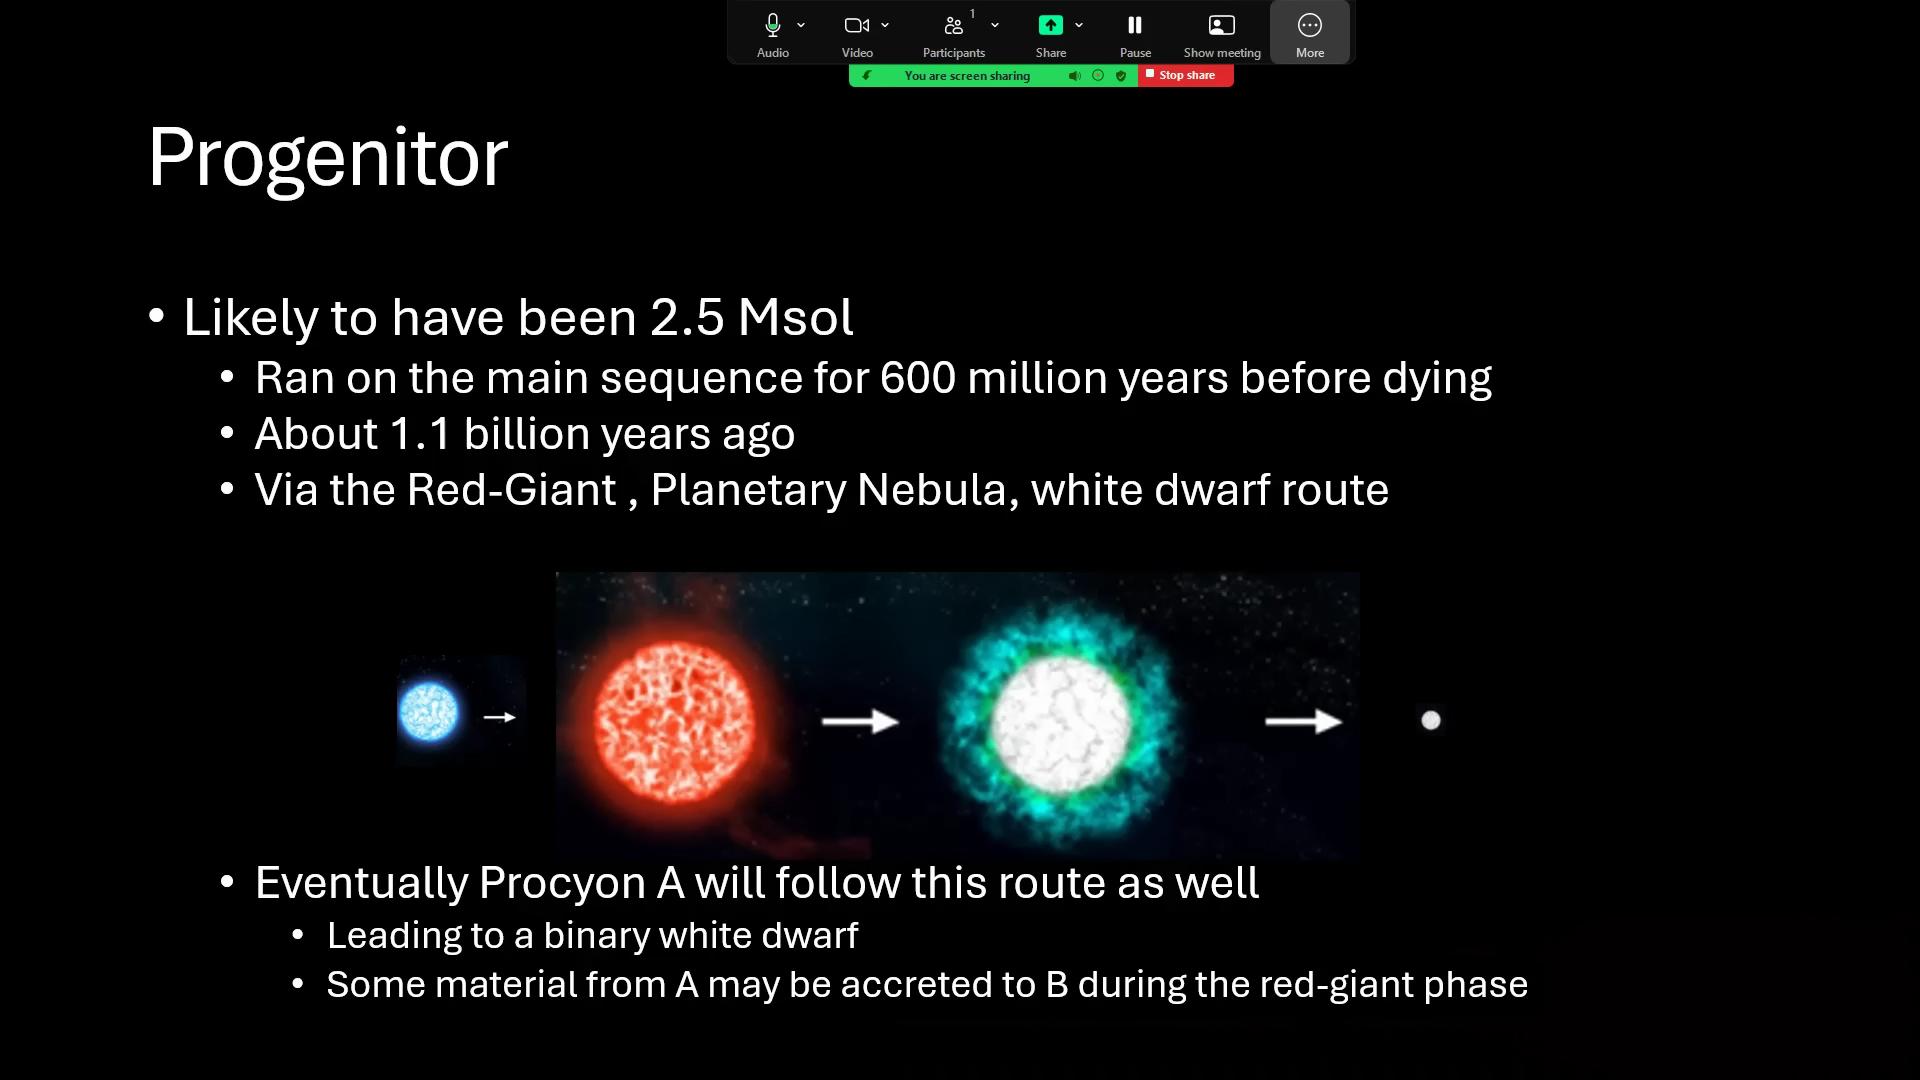 1
Audio Video Participants Share Pause Show meeting More
You are screen sharing Stop share
Progenitor
• Likely to have been 2.5 Msol
• Ran on the main sequence for 600 million years before dying
• About 1.1 billion years ago
• Via the Red-Giant , Planetary Nebula, white dwarf route
• Eventually Procyon A will follow this route as well
• Leading to a binary white dwarf
• Some material from A may be accreted to B during the red-giant phase